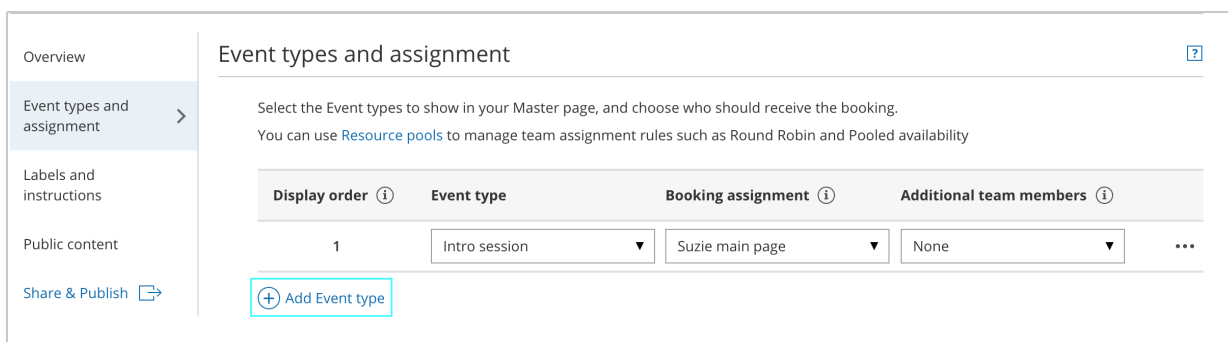 Overview
Event types and
assignment
Labels and
instructions
Public content
Share & Publish
Event types and assignment
?
Select the Event types to show in your Master page, and choose who should receive the booking.
You can use Resource pools to manage team assignment rules such as Round Robin and Pooled availability
Display order i Event type Booking assignment i Additional team members i
1 Intro session Suzie main page None
Add Event type